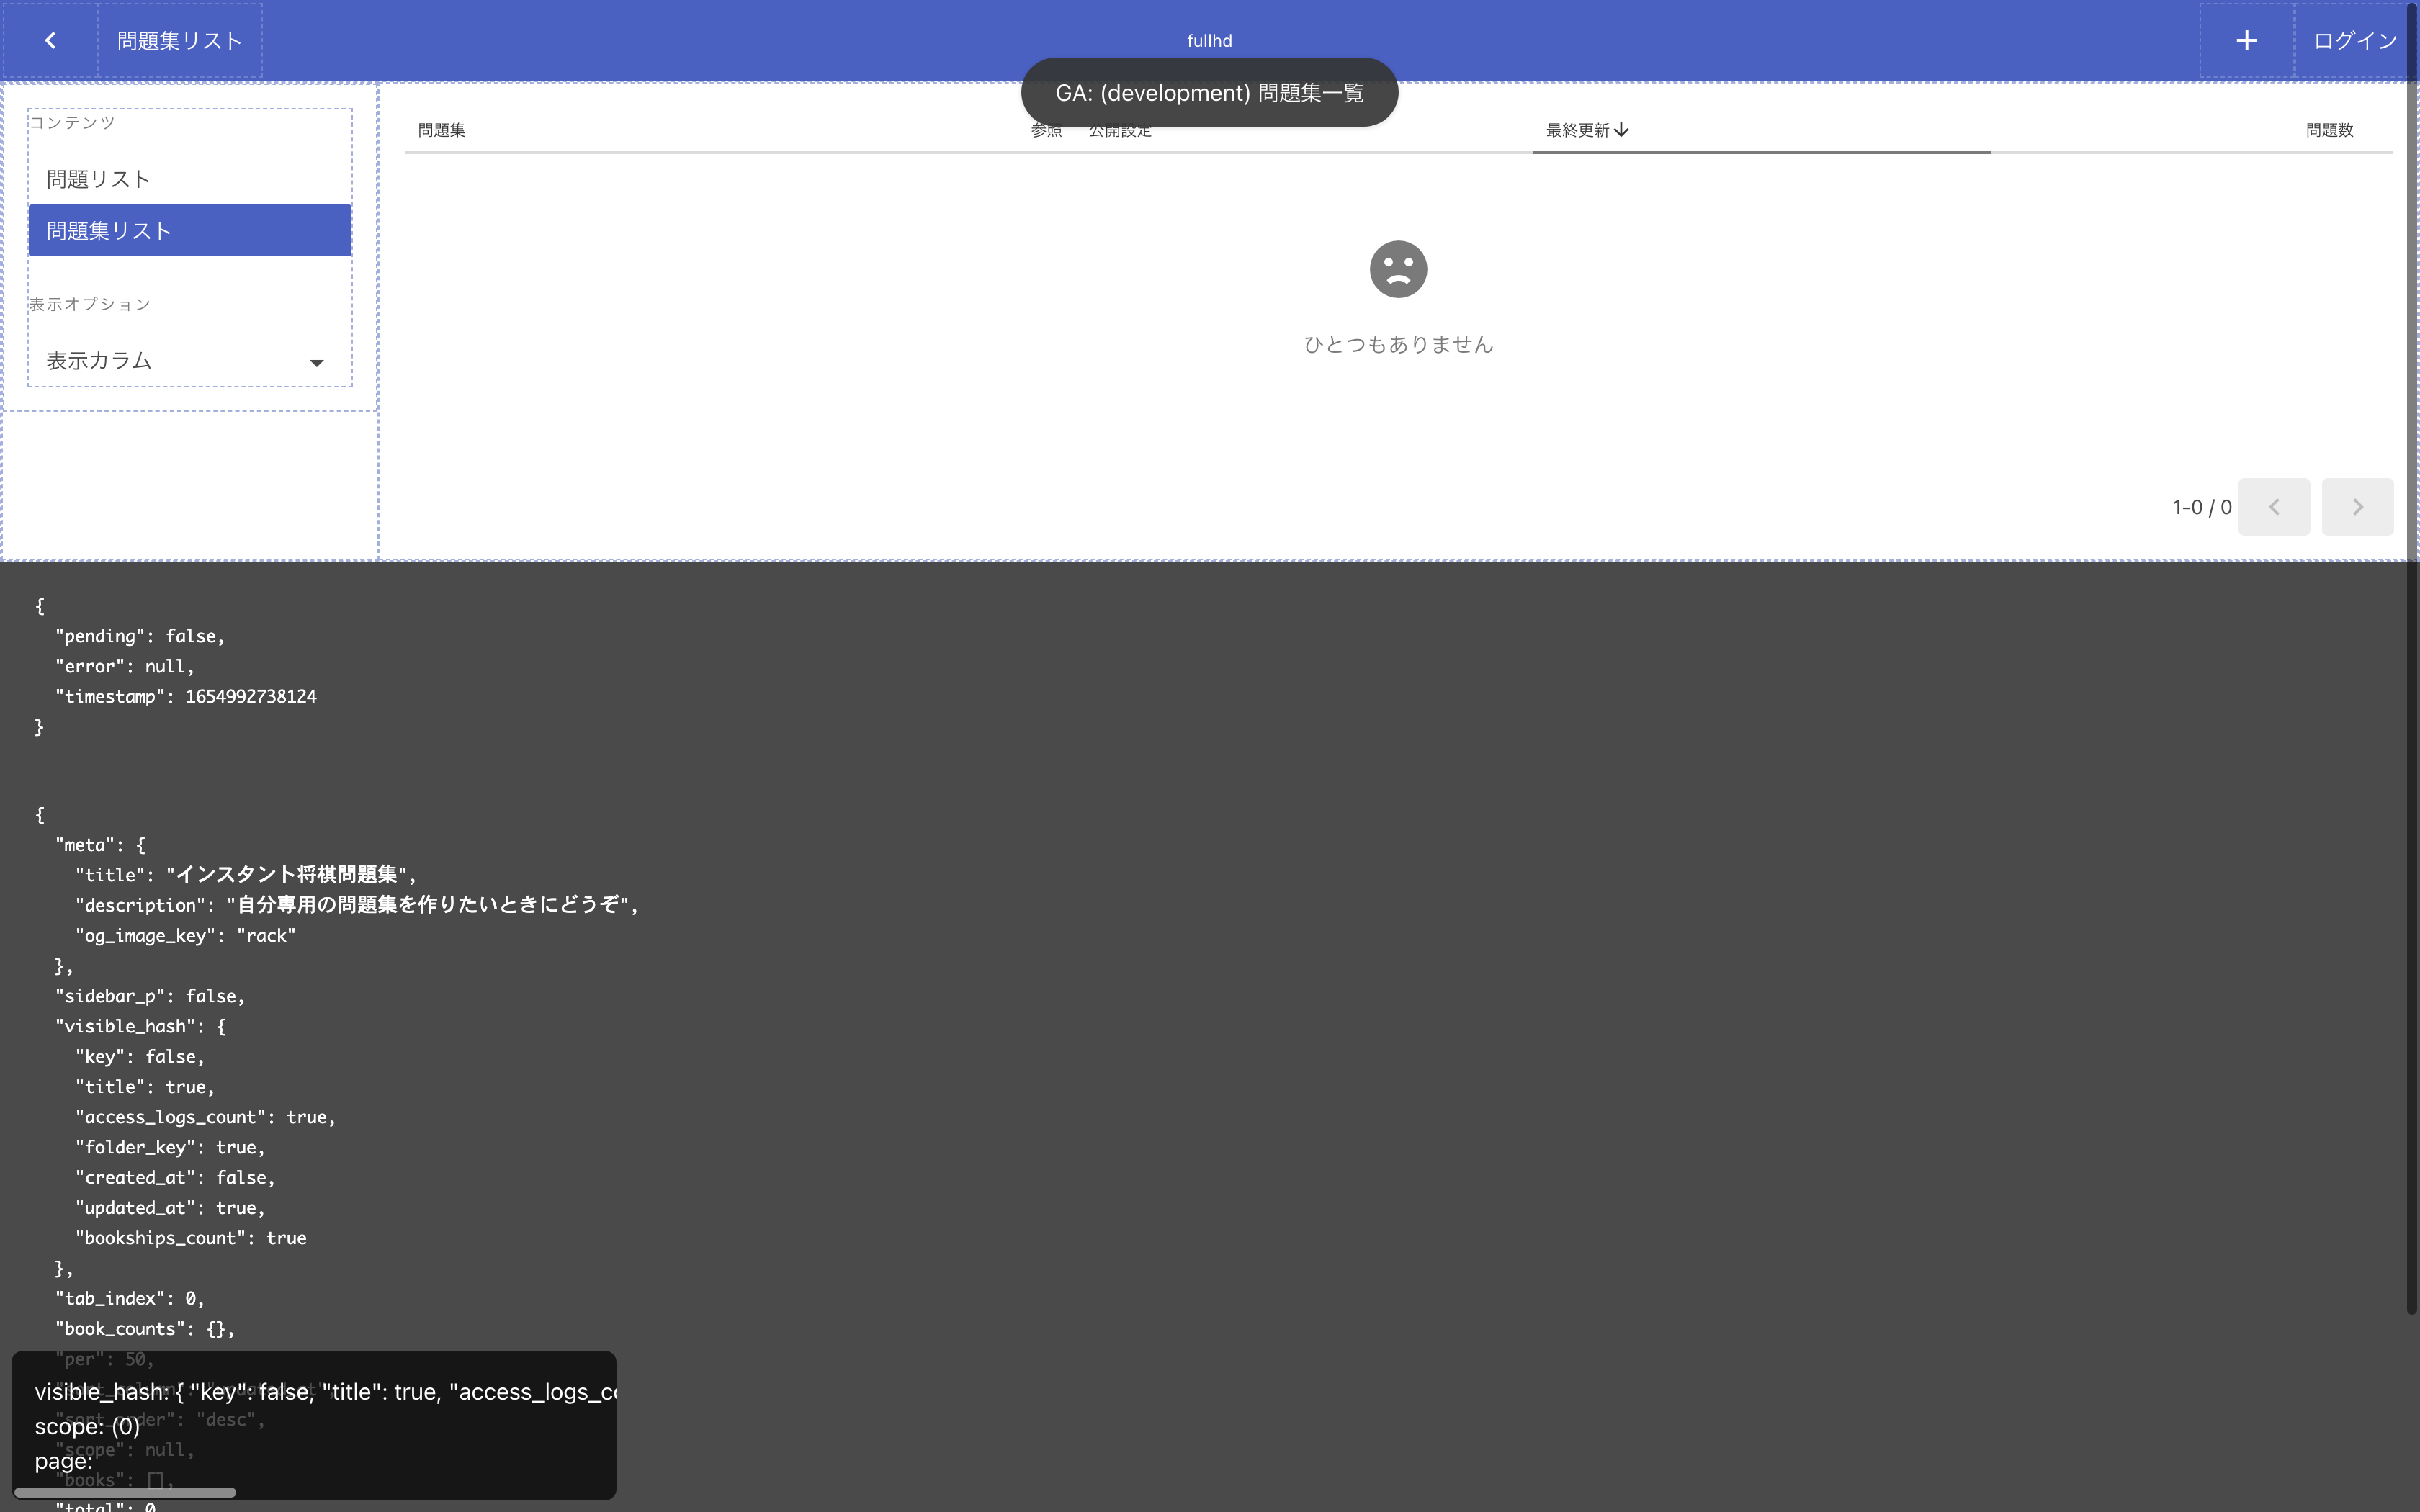 問題集リスト
fullhd
ログイン
GA: (development) 問題集一覧
コンテンツ
問題リスト
問題集リスト
表示オプション
表示カラム
問題集 参照 公開設定 最終更新 問題数
ひとつもありません
1-0 / 0
{
"pending": false,
"error": null,
"timestamp": 1654992738124
}
{
"meta": {
"title": "インスタント将棋問題集",
"description": "自分専用の問題集を作りたいときにどうぞ",
"og_image_key": "rack"
},
"sidebar_p": false,
"visible_hash": {
"key": false,
"title": true,
"access_logs_count": true,
"folder_key": true,
"created_at": false,
"updated_at": true,
"bookships_count": true
},
"tab_index": 0,
"book_counts": {},
"per": 50,
visible_hash: { "key": false, "title": true, "access_logs_c
"sort_order": "desc",
scope: (0)
"scope": null,
page:
"books": [],
"total": 0